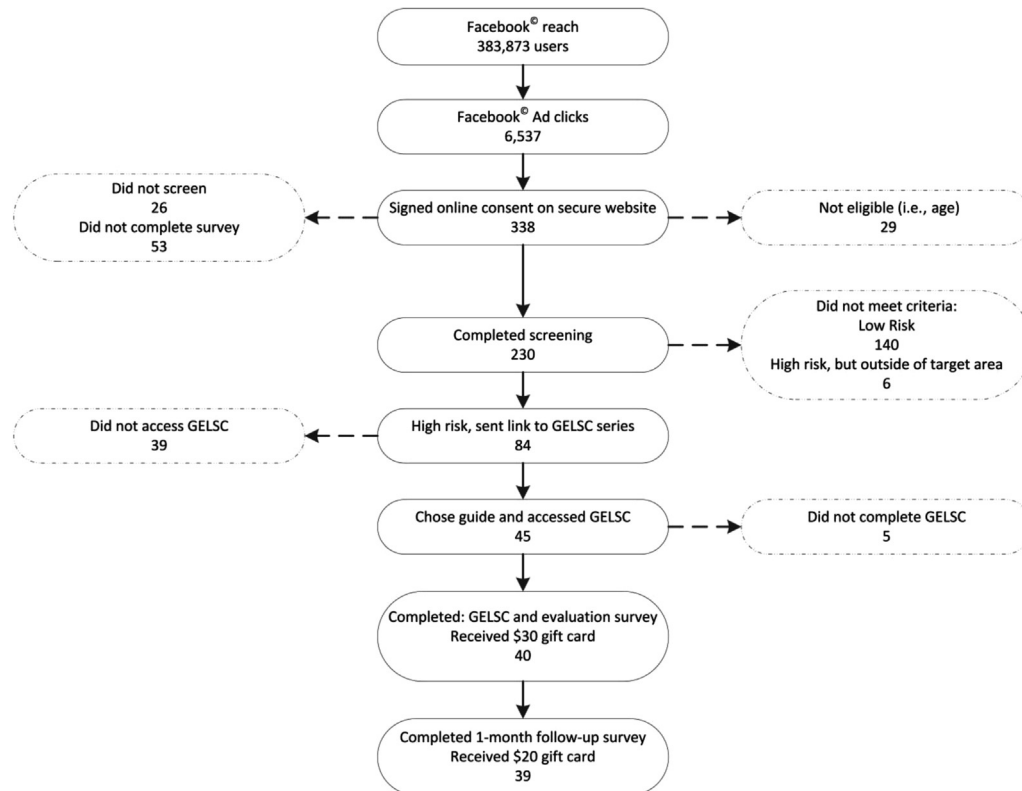 Facebook© reach
383,873 users
Facebook© Ad clicks
6,537
Did not screen
26
Did not complete survey
53
Signed online consent on secure website
338
Not eligible (i.e., age)
29
Completed screening
230
Did not meet criteria:
Low Risk
140
High risk, but outside of target area
6
Did not access GELSC
39
High risk, sent link to GELSC series
84
Chose guide and accessed GELSC
45
Did not complete GELSC
5
Completed: GELSC and evaluation survey
Received $30 gift card
40
Completed 1-month follow-up survey
Received $20 gift card
39